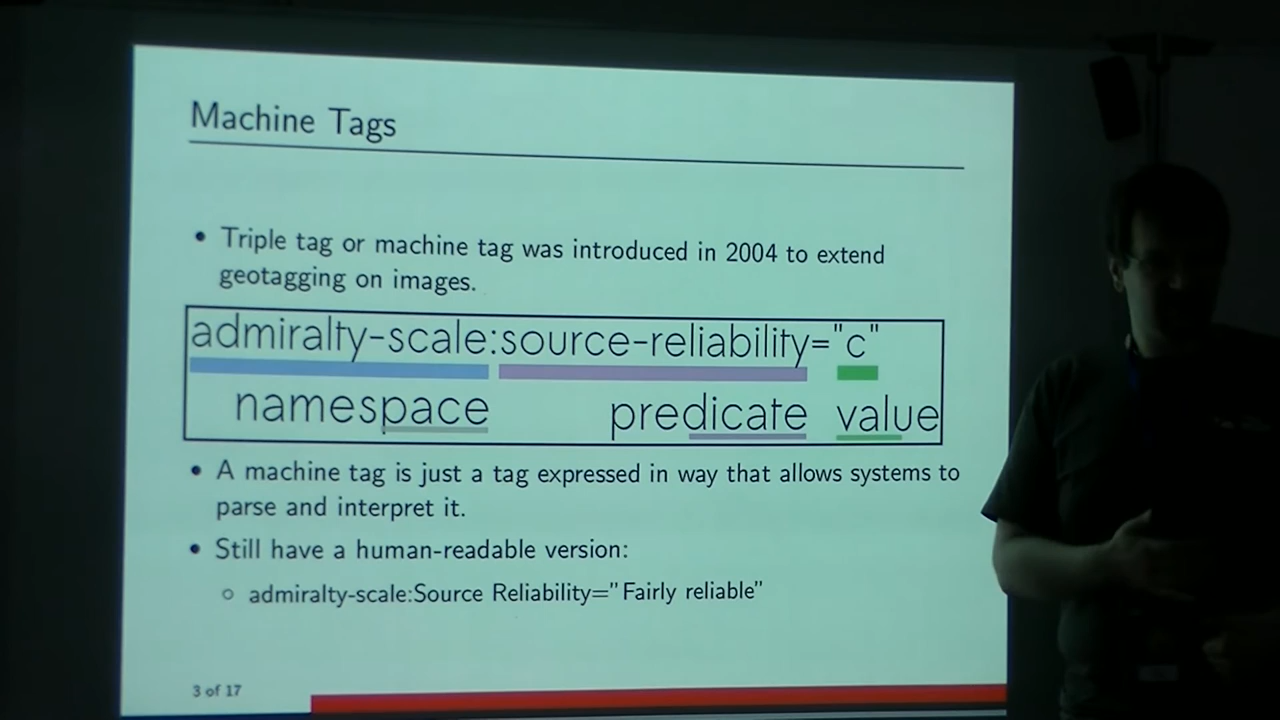 Machine Tags
• Triple tag or machine tag was introduced in 2004 to extend
geotagging on images.
admiralty-scale:source-reliability="c"
namespace predicate value
• A machine tag is just a tag expressed in way that allows systems to
parse and interpret it.
• Still have a human-readable version:
◦ admiralty-scale:Source Reliability="Fairly reliable"
3 of 17